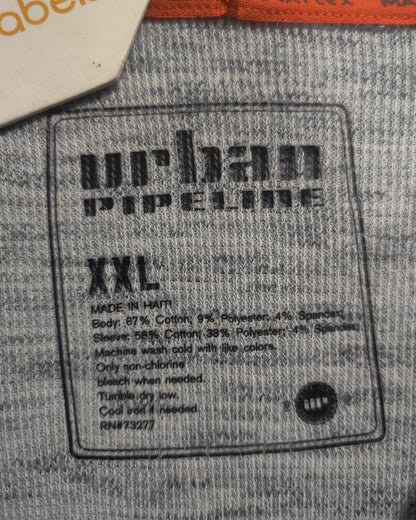 abels
urban
PIPELINE
XXL
MADE IN HAITI
Body: 87% Cotton; 9% Polyester; 4% Spandex;
Sleeve: 58% Cotton; 38% Polyester; 4% Spandex;
Machine wash cold with like colors.
Only non-chlorine
bleach when needed.
Tumble dry low.
Cool iron if needed.
RN#73277